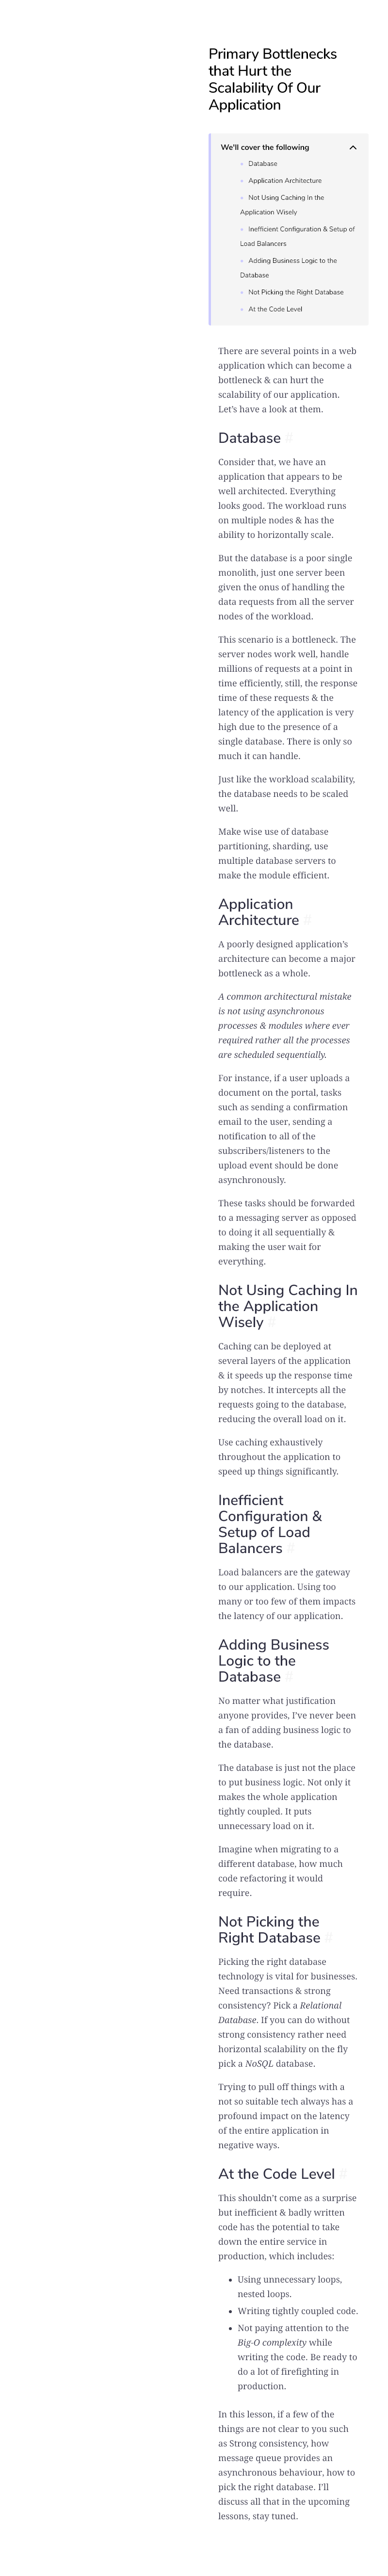 Primary Bottlenecks
that Hurt the
Scalability Of Our
Application
We'll cover the following
Database
Application Architecture
Not Using Caching In the
Application Wisely
Inefficient Configuration & Setup of
Load Balancers
Adding Business Logic to the
Database
Not Picking the Right Database
At the Code Level
There are several points in a web
application which can become a
bottleneck & can hurt the
scalability of our application.
Let's have a look at them.
Database #
Consider that, we have an
application that appears to be
well architected. Everything
looks good. The workload runs
on multiple nodes & has the
ability to horizontally scale.
But the database is a poor single
monolith, just one server been
given the onus of handling the
data requests from all the server
nodes of the workload.
This scenario is a bottleneck. The
server nodes work well, handle
millions of requests at a point in
time efficiently, still, the response
time of these requests & the
latency of the application is very
high due to the presence of a
single database. There is only so
much it can handle.
Just like the workload scalability,
the database needs to be scaled
well.
Make wise use of database
partitioning, sharding, use
multiple database servers to
make the module efficient.
Application
Architecture #
A poorly designed application's
architecture can become a major
bottleneck as a whole.
A common architectural mistake
is not using asynchronous
processes & modules where ever
required rather all the processes
are scheduled sequentially.
For instance, if a user uploads a
document on the portal, tasks
such as sending a confirmation
email to the user, sending a
notification to all of the
subscribers/listeners to the
upload event should be done
asynchronously.
These tasks should be forwarded
to a messaging server as opposed
to doing it all sequentially &
making the user wait for
everything.
Not Using Caching In
the Application
Wisely #
Caching can be deployed at
several layers of the application
& it speeds up the response time
by notches. It intercepts all the
requests going to the database,
reducing the overall load on it.
Use caching exhaustively
throughout the application to
speed up things significantly.
Inefficient
Configuration &
Setup of Load
Balancers #
Load balancers are the gateway
to our application. Using too
many or too few of them impacts
the latency of our application.
Adding Business
Logic to the
Database #
No matter what justification
anyone provides, I've never been
a fan of adding business logic to
the database.
The database is just not the place
to put business logic. Not only it
makes the whole application
tightly coupled. It puts
unnecessary load on it.
Imagine when migrating to a
different database, how much
code refactoring it would
require.
Not Picking the
Right Database #
Picking the right database
technology is vital for businesses.
Need transactions & strong
consistency? Pick a Relational
Database. If you can do without
strong consistency rather need
horizontal scalability on the fly
pick a NoSQL database.
Trying to pull off things with a
not so suitable tech always has a
profound impact on the latency
of the entire application in
negative ways.
At the Code Level #
This shouldn't come as a surprise
but inefficient & badly written
code has the potential to take
down the entire service in
production, which includes:
• Using unnecessary loops,
nested loops.
• Writing tightly coupled code.
• Not paying attention to the
Big-O complexity while
writing the code. Be ready to
do a lot of firefighting in
production.
In this lesson, if a few of the
things are not clear to you such
as Strong consistency, how
message queue provides an
asynchronous behaviour, how to
pick the right database. I'll
discuss all that in the upcoming
lessons, stay tuned.